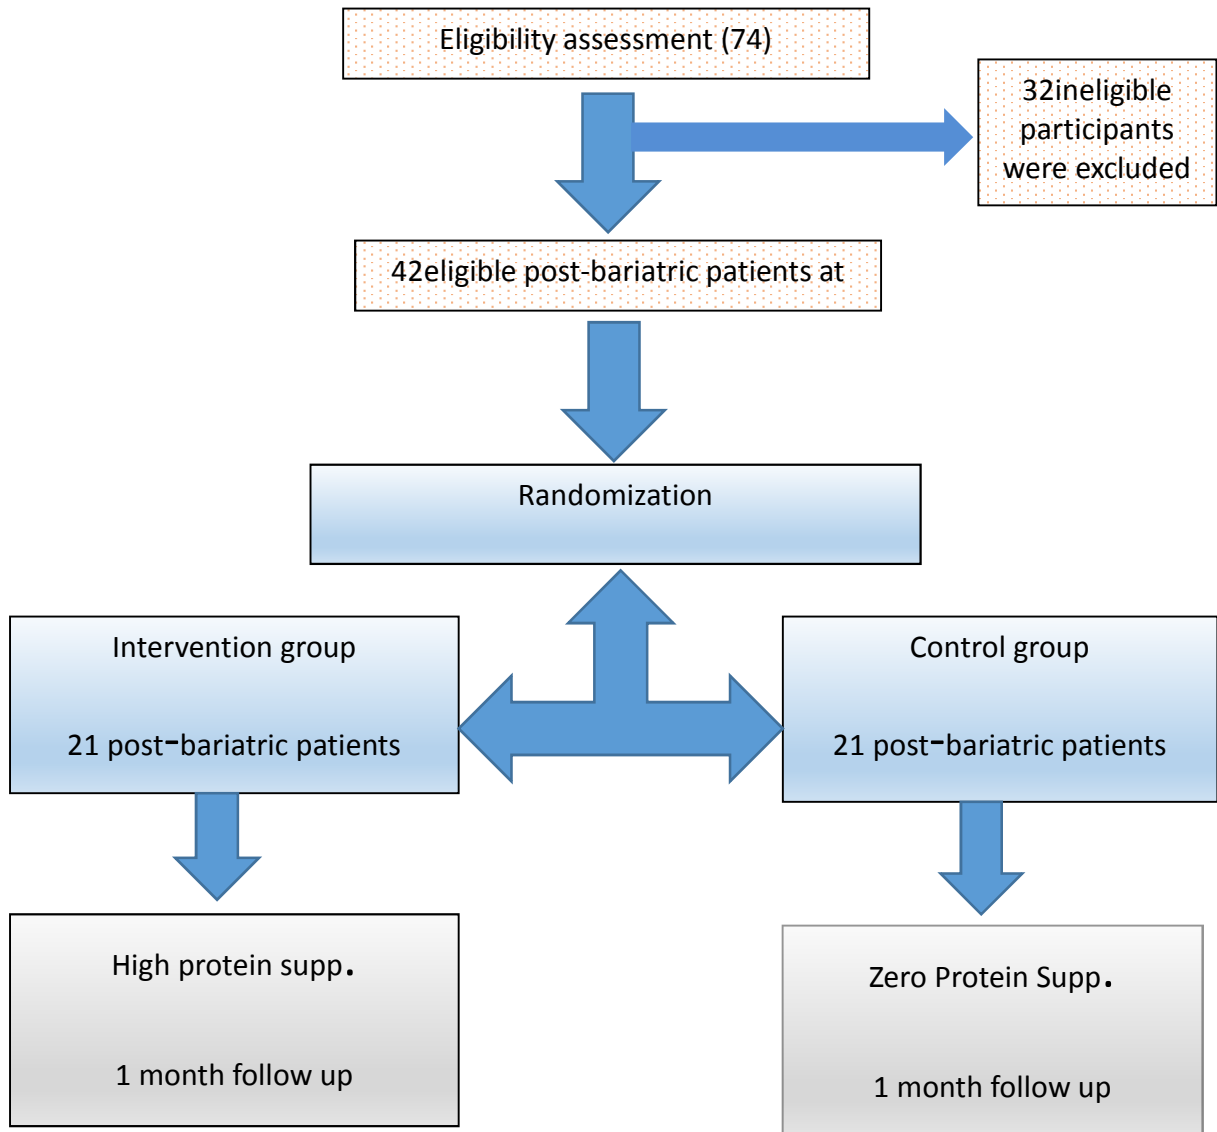 Eligibility assessment (74)
32ineligible
participants
were excluded
42eligible post-bariatric patients at
Randomization
Intervention group
21 post-bariatric patients
Control group
21 post-bariatric patients
High protein supp.
1 month follow up
Zero Protein Supp.
1 month follow up